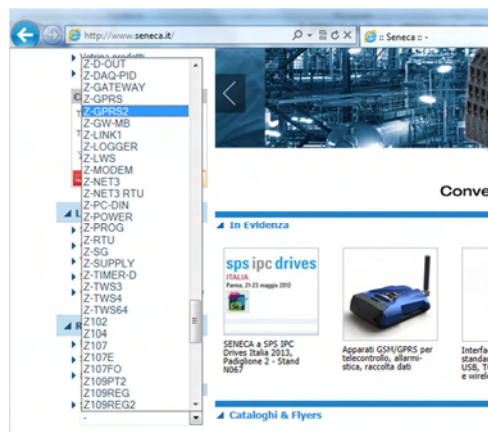 http://www.seneca.it/
:: Seneca :: -
Vetrina prodotti
Z-D-OUT
Z-DAQ-PID
Z-GATEWAY
Z-GPRS
Z-GPRS2
Z-GW-MB
Z-LINK1
Z-LOGGER
Z-LWS
Z-MODEM
Z-NET3
Z-NET3 RTU
Z-PC-DIN
Z-POWER
Z-PROG
Z-RTU
Z-SG
Z-SUPPLY
Z-TIMER-D
Z-TWS3
Z-TWS4
Z-TWS64
Z102
Z104
Z107
Z107E
Z107FO
Z109PT2
Z109REG
Z109REG2
-
Conve
In Evidenza
sps ipc drives
ITALIA
Parma, 21-23 maggio 2013
SENECA a SPS IPC
Drives Italia 2013,
Padiglione 2 - Stand
N067
Apparati GSM/GPRS per
telecontrollo, allarmi-
stica, raccolta dati
Interfa
standa
USB, T
e wirel
Cataloghi & Flyers